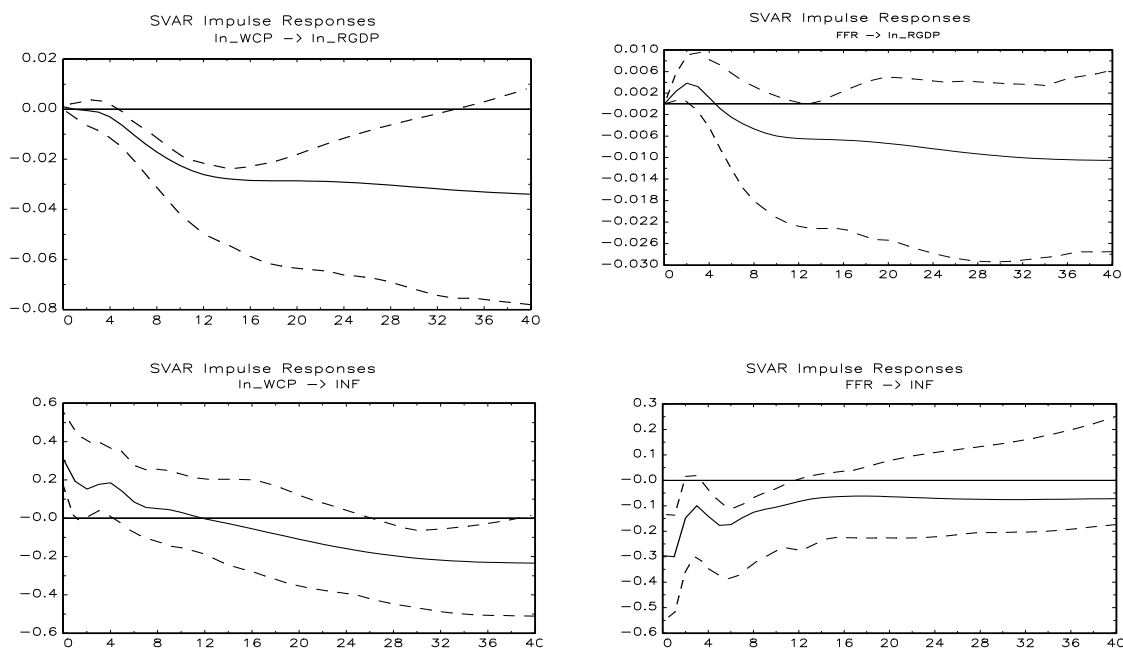 SVAR Impulse Responses
ln_WCP -> ln_RGDP
0.02
0.00
-0.02
-0.04
-0.06
-0.08
0 4 8 12 16 20 24 28 32 36 40
SVAR Impulse Responses
FFR -> ln_RGDP
0.010
0.006
0.002
-0.002
-0.006
-0.010
-0.014
-0.018
-0.022
-0.026
-0.030
0 4 8 12 16 20 24 28 32 36 40
SVAR Impulse Responses
ln_WCP -> INF
0.6
0.4
0.2
-0.0
-0.2
-0.4
-0.6
0 4 8 12 16 20 24 28 32 36 40
SVAR Impulse Responses
FFR -> INF
0.3
0.2
0.1
-0.0
-0.1
-0.2
-0.3
-0.4
-0.5
-0.6
0 4 8 12 16 20 24 28 32 36 40